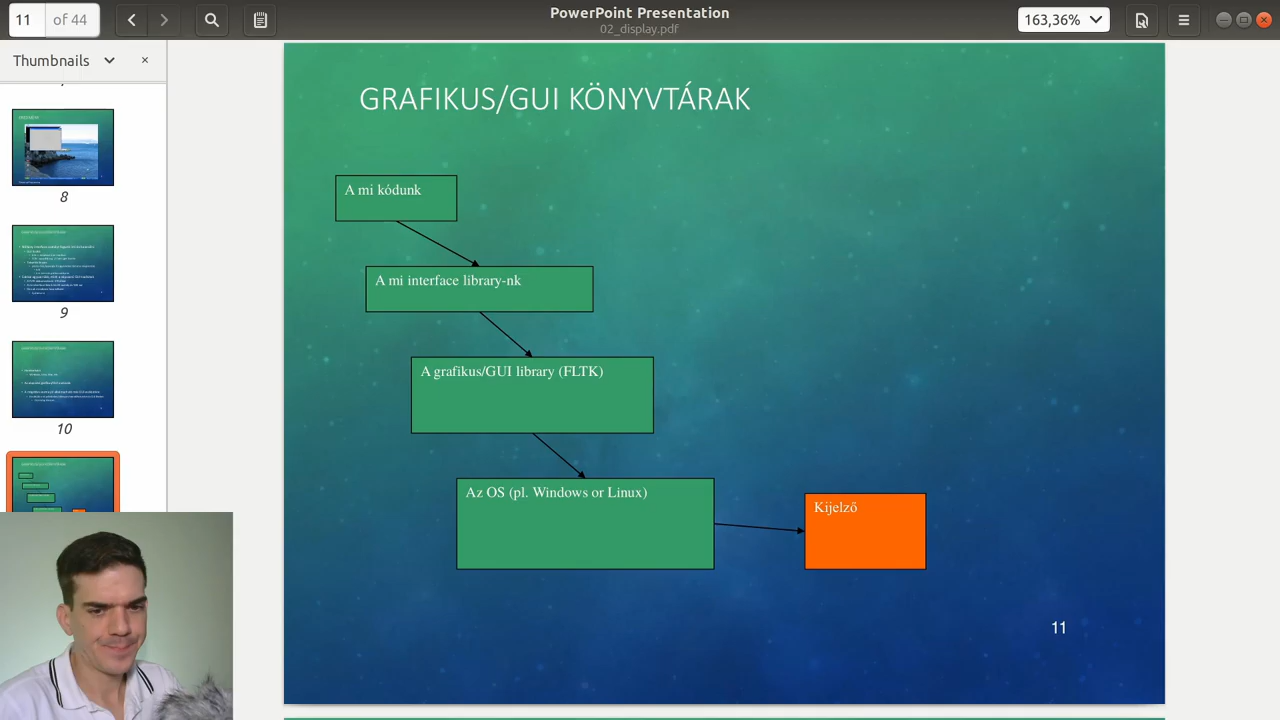 11 of 44
PowerPoint Presentation
02_display.pdf
163,36%
Thumbnails
8
9
10
GRAFIKUS/GUI KÖNYVTÁRAK
A mi kódunk
A mi interface library-nk
A grafikus/GUI library (FLTK)
Az OS (pl. Windows or Linux)
Kijelző
11